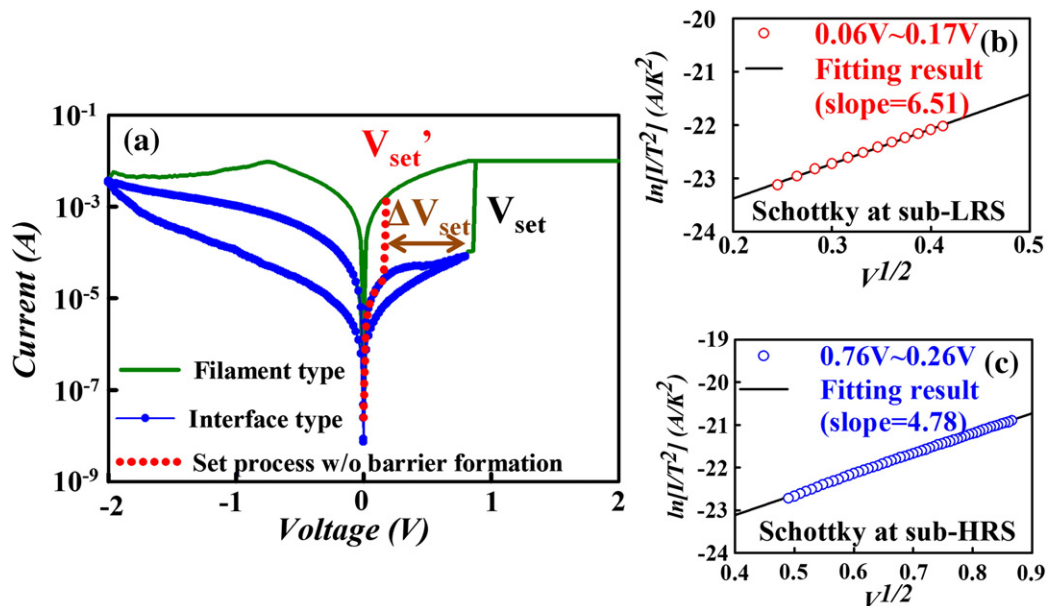 (a)
V_set'
ΔV_set
V_set
10^-1
10^-3
10^-5
10^-7
10^-9
Current (A)
Filament type
Interface type
Set process w/o barrier formation
-2 -1 0 1 2
Voltage (V)
(b)
0.06V~0.17V
Fitting result
(slope=6.51)
Schottky at sub-LRS
-20
-21
-22
-23
-24
ln[I/T^2] (A/K^2)
0.2 0.3 0.4 0.5
V^1/2
(c)
0.76V~0.26V
Fitting result
(slope=4.78)
Schottky at sub-HRS
-19
-20
-21
-22
-23
-24
ln[I/T^2] (A/K^2)
0.4 0.5 0.6 0.7 0.8 0.9
V^1/2